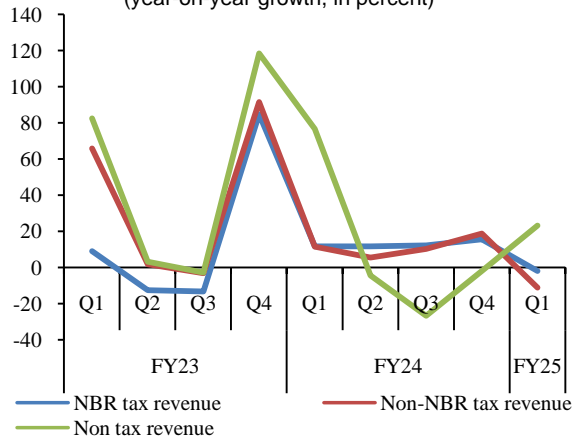 (year on year growth, in percent)
140
120
100
80
60
40
20
0
-20
-40
Q1 Q2 Q3 Q4 Q1 Q2 Q3 Q4 Q1
FY23 FY24 FY25
NBR tax revenue Non-NBR tax revenue
Non tax revenue